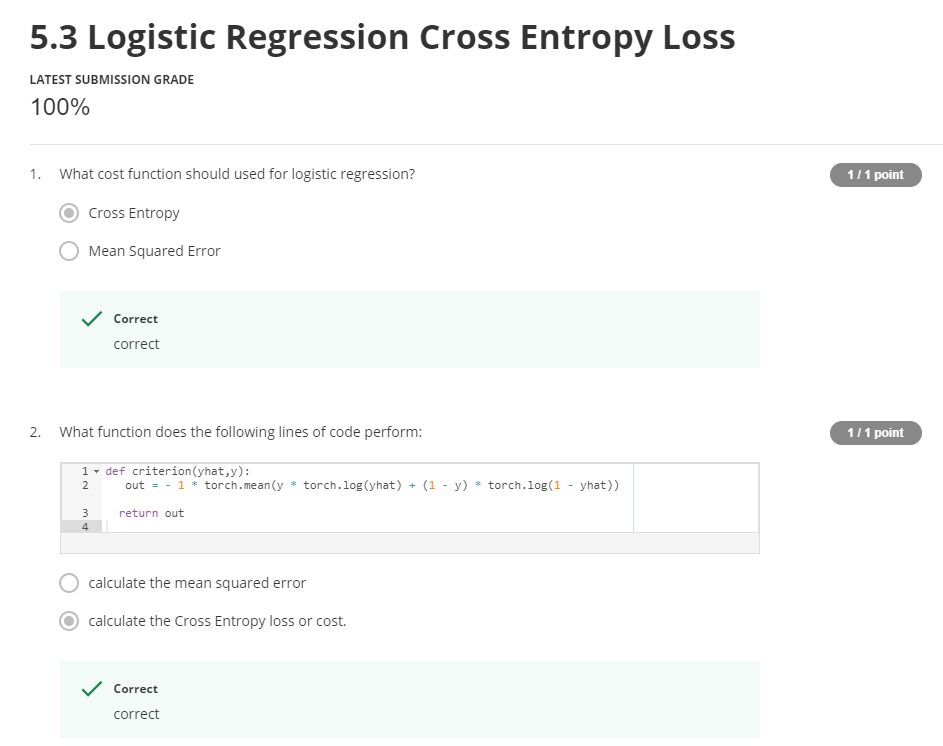 5.3 Logistic Regression Cross Entropy Loss
LATEST SUBMISSION GRADE
100%
1. What cost function should used for logistic regression? 1 / 1 point
Cross Entropy
Mean Squared Error
Correct
correct
2. What function does the following lines of code perform: 1 / 1 point
1 def criterion(yhat,y):
2 out = - 1 * torch.mean(y * torch.log(yhat) + (1 - y) * torch.log(1 - yhat))
3 return out
4
calculate the mean squared error
calculate the Cross Entropy loss or cost.
Correct
correct